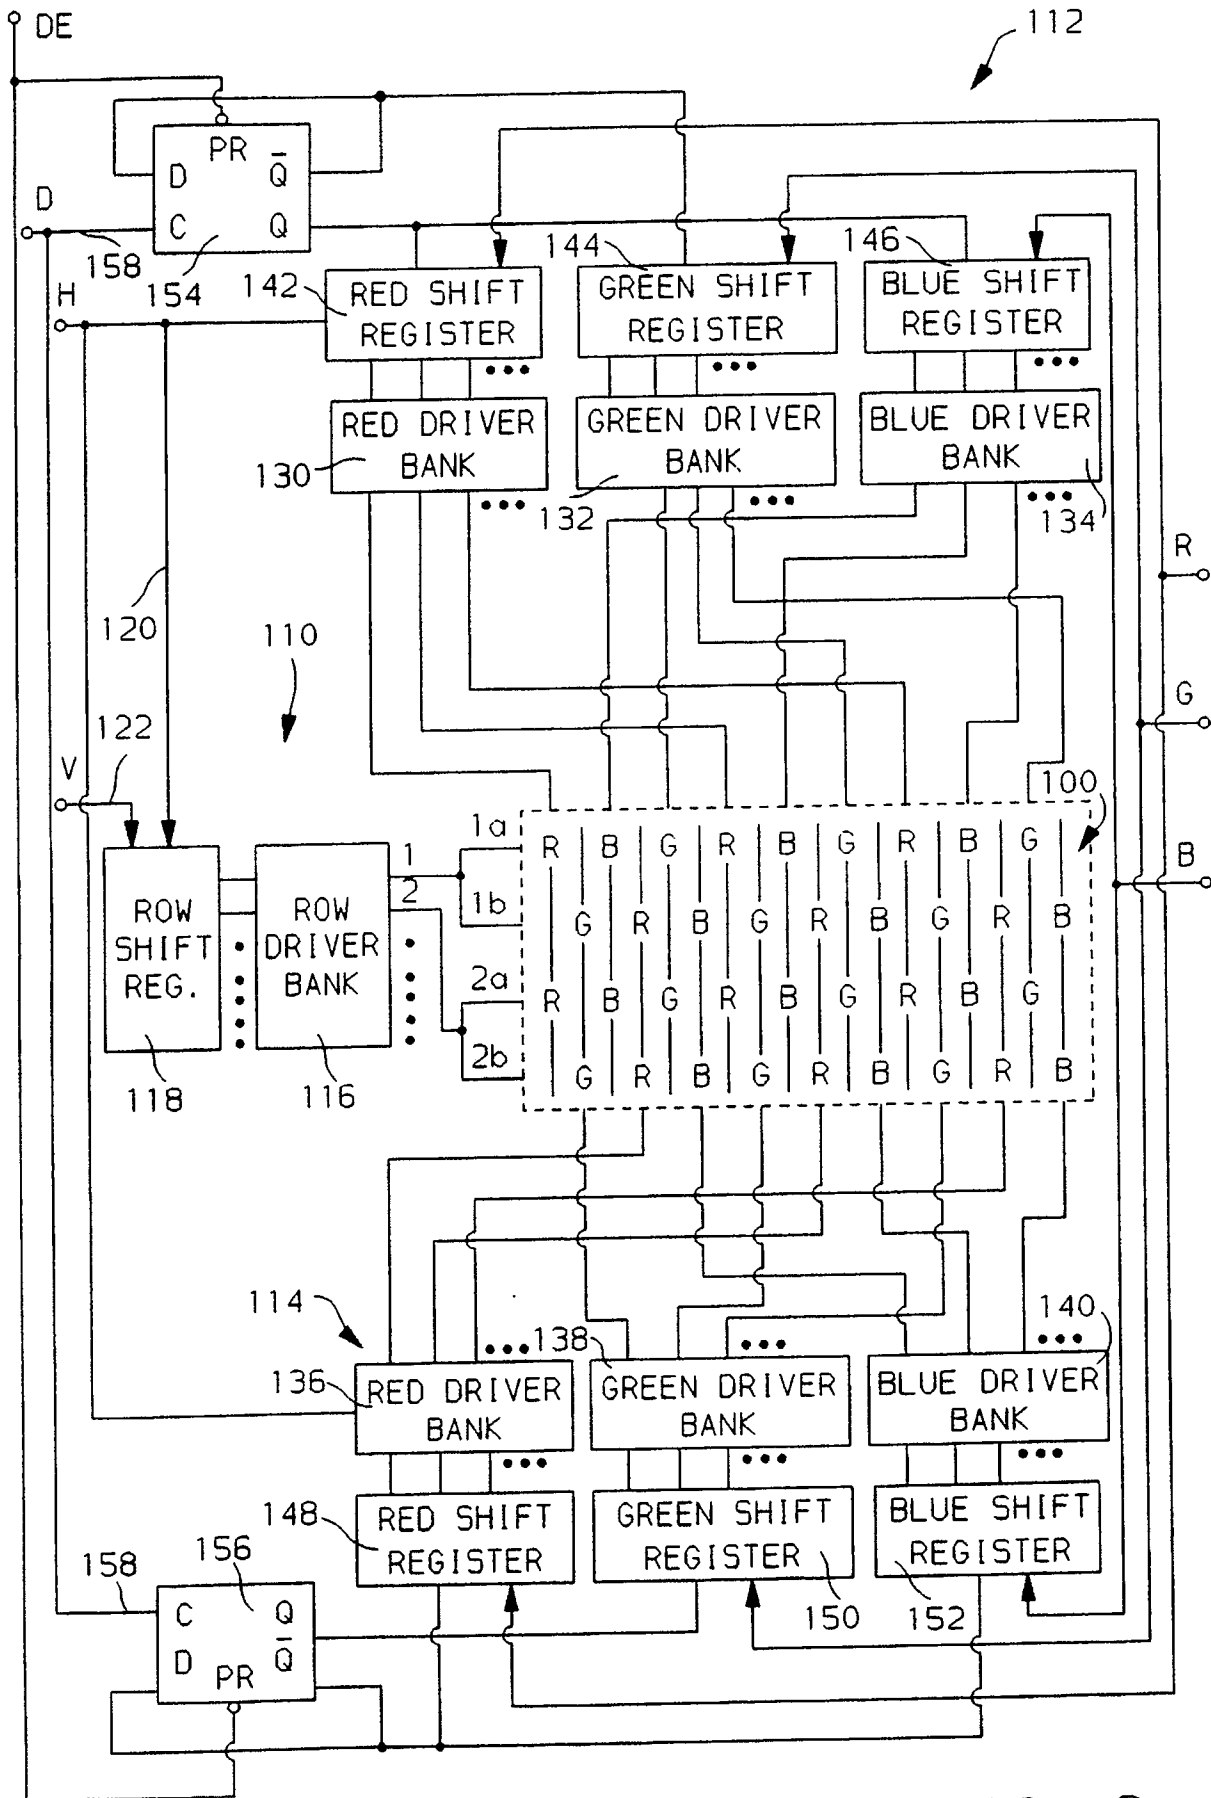 DE
112
PR
D Q̅
C Q
D
158
154
H
142
144
146
RED SHIFT
REGISTER
GREEN SHIFT
REGISTER
BLUE SHIFT
REGISTER
RED DRIVER
BANK
GREEN DRIVER
BANK
BLUE DRIVER
BANK
130
132
134
R
120
110
G
122
V
100
1a
1
R B G R B G R B G
B
2
1b
G R B G R B G R B
ROW
SHIFT
REG.
ROW
DRIVER
BANK
2a
R B G R B G R B G
2b
G R B G R B G R B
118
116
114
138
140
136
RED DRIVER
BANK
GREEN DRIVER
BANK
BLUE DRIVER
BANK
148
RED SHIFT
REGISTER
GREEN SHIFT
REGISTER
BLUE SHIFT
REGISTER
158
156
150
152
C Q
D Q̅
PR